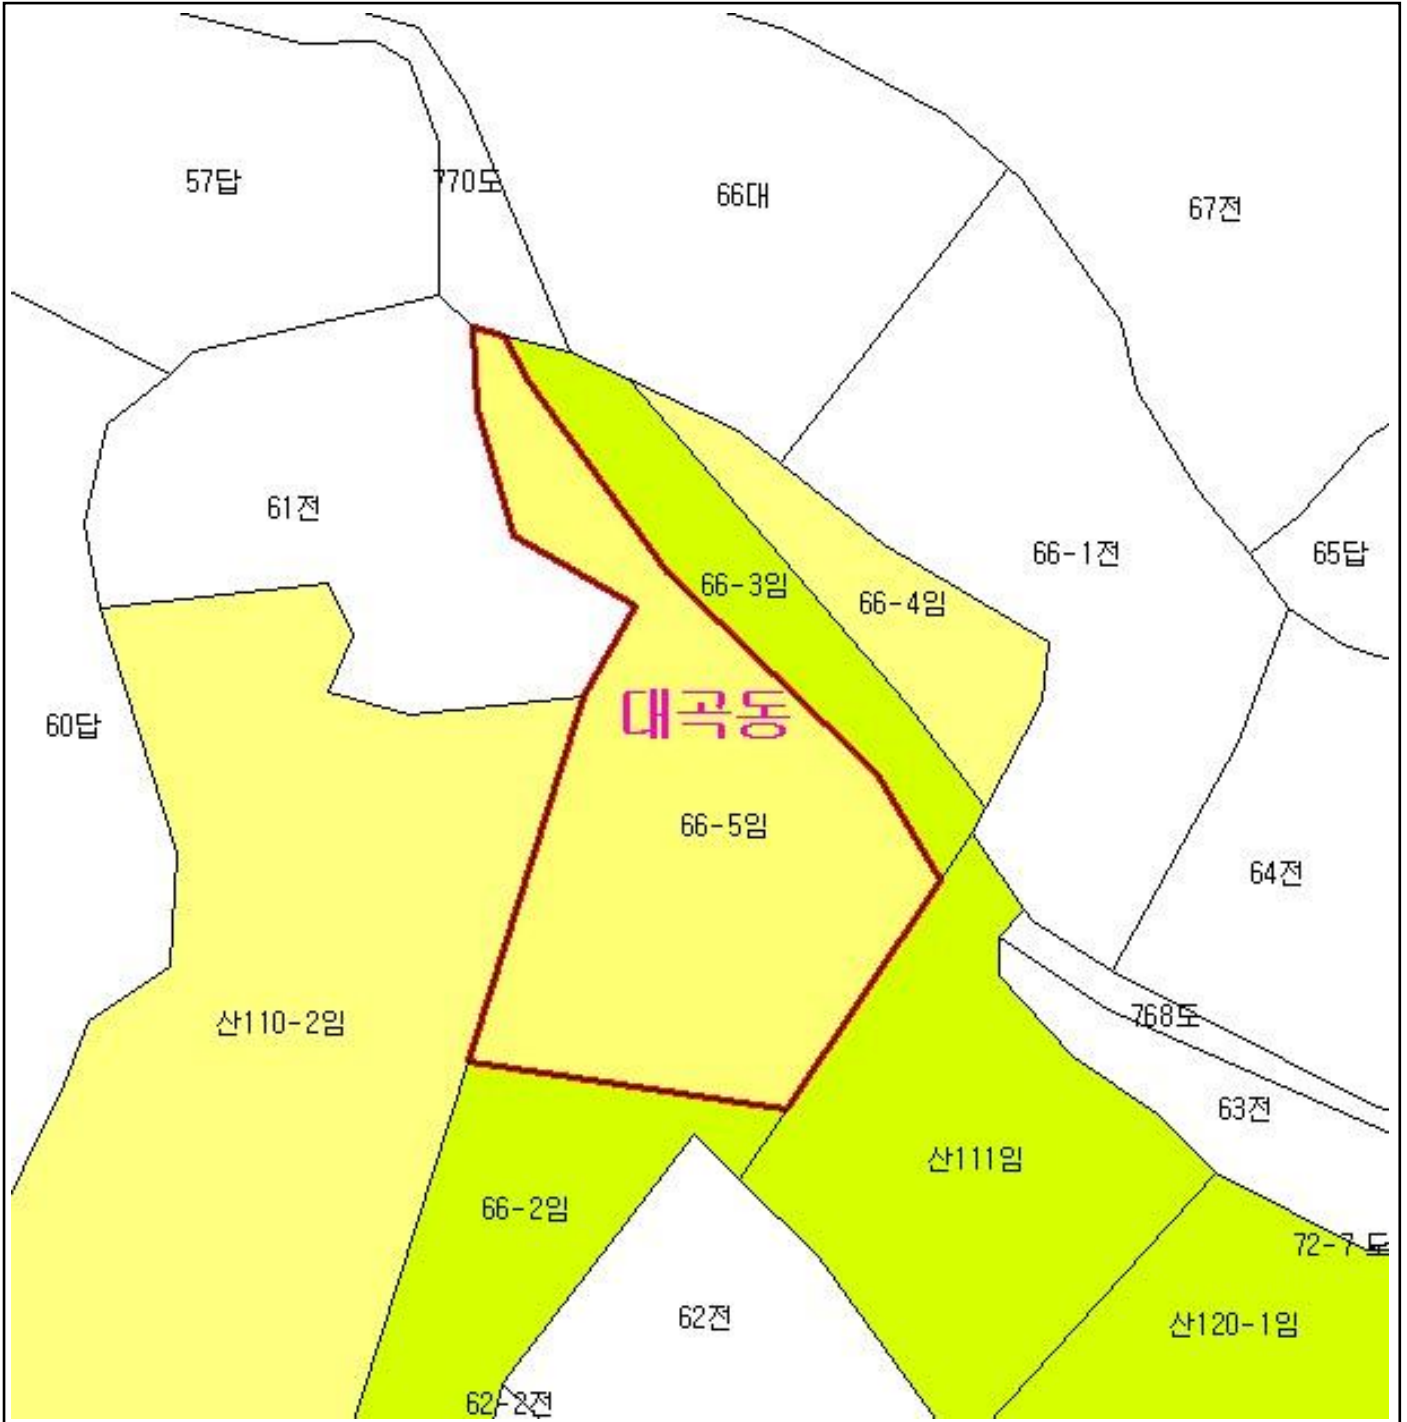 57답
770도
66대
67전
61전
66-3임
66-4임
66-1전
65답
60답
대곡동
66-5임
64전
산110-2임
768도
63전
산111임
66-2임
72-7 도
62전
산120-1임
62-2전